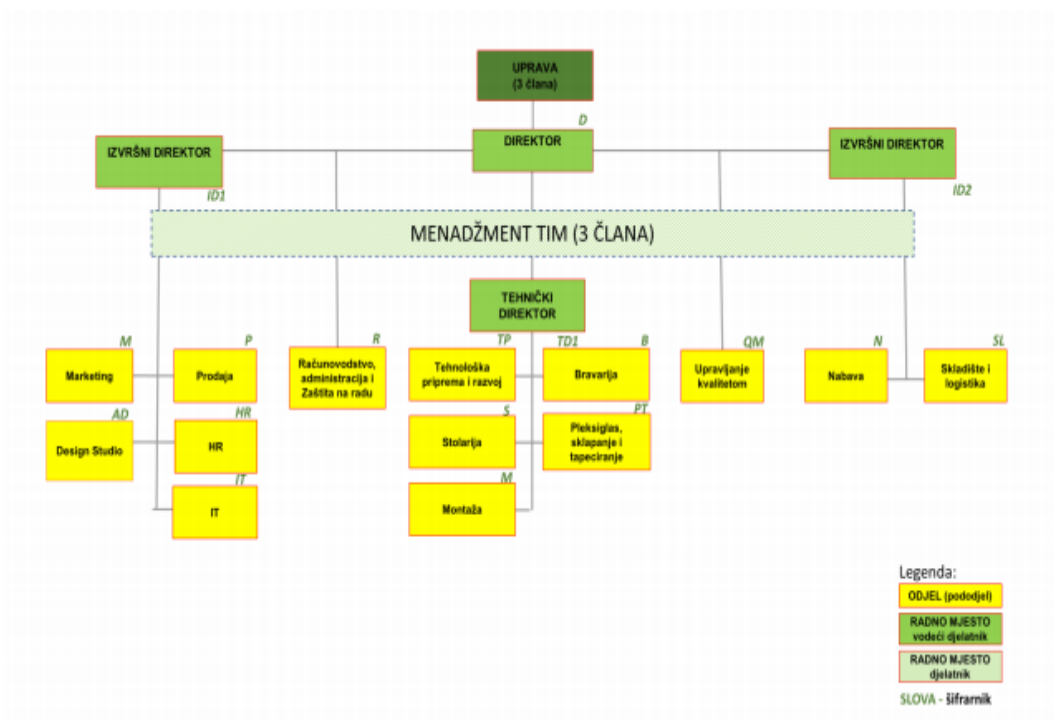 UPRAVA
(3 člana)
D
DIREKTOR
IZVRŠNI DIREKTOR
ID1
IZVRŠNI DIREKTOR
ID2
MENADŽMENT TIM (3 ČLANA)
TEHNIČKI
DIREKTOR
TD1
M
Marketing
P
Prodaja
AD
Design Studio
HR
HR
IT
IT
R
Računovodstvo,
administracija i
Zaštita na radu
TP
Tehnološka
priprema i razvoj
B
Bravarija
S
Stolarija
PT
Pleksiglas,
sklapanje i
tapeciranje
M
Montaža
QM
Upravljanje
kvalitetom
N
Nabava
SL
Skladište i
logistika
Legenda:
ODJEL (pododjel)
RADNO MJESTO
vodeći djelatnik
RADNO MJESTO
djelatnik
SLOVA - šifrarnik